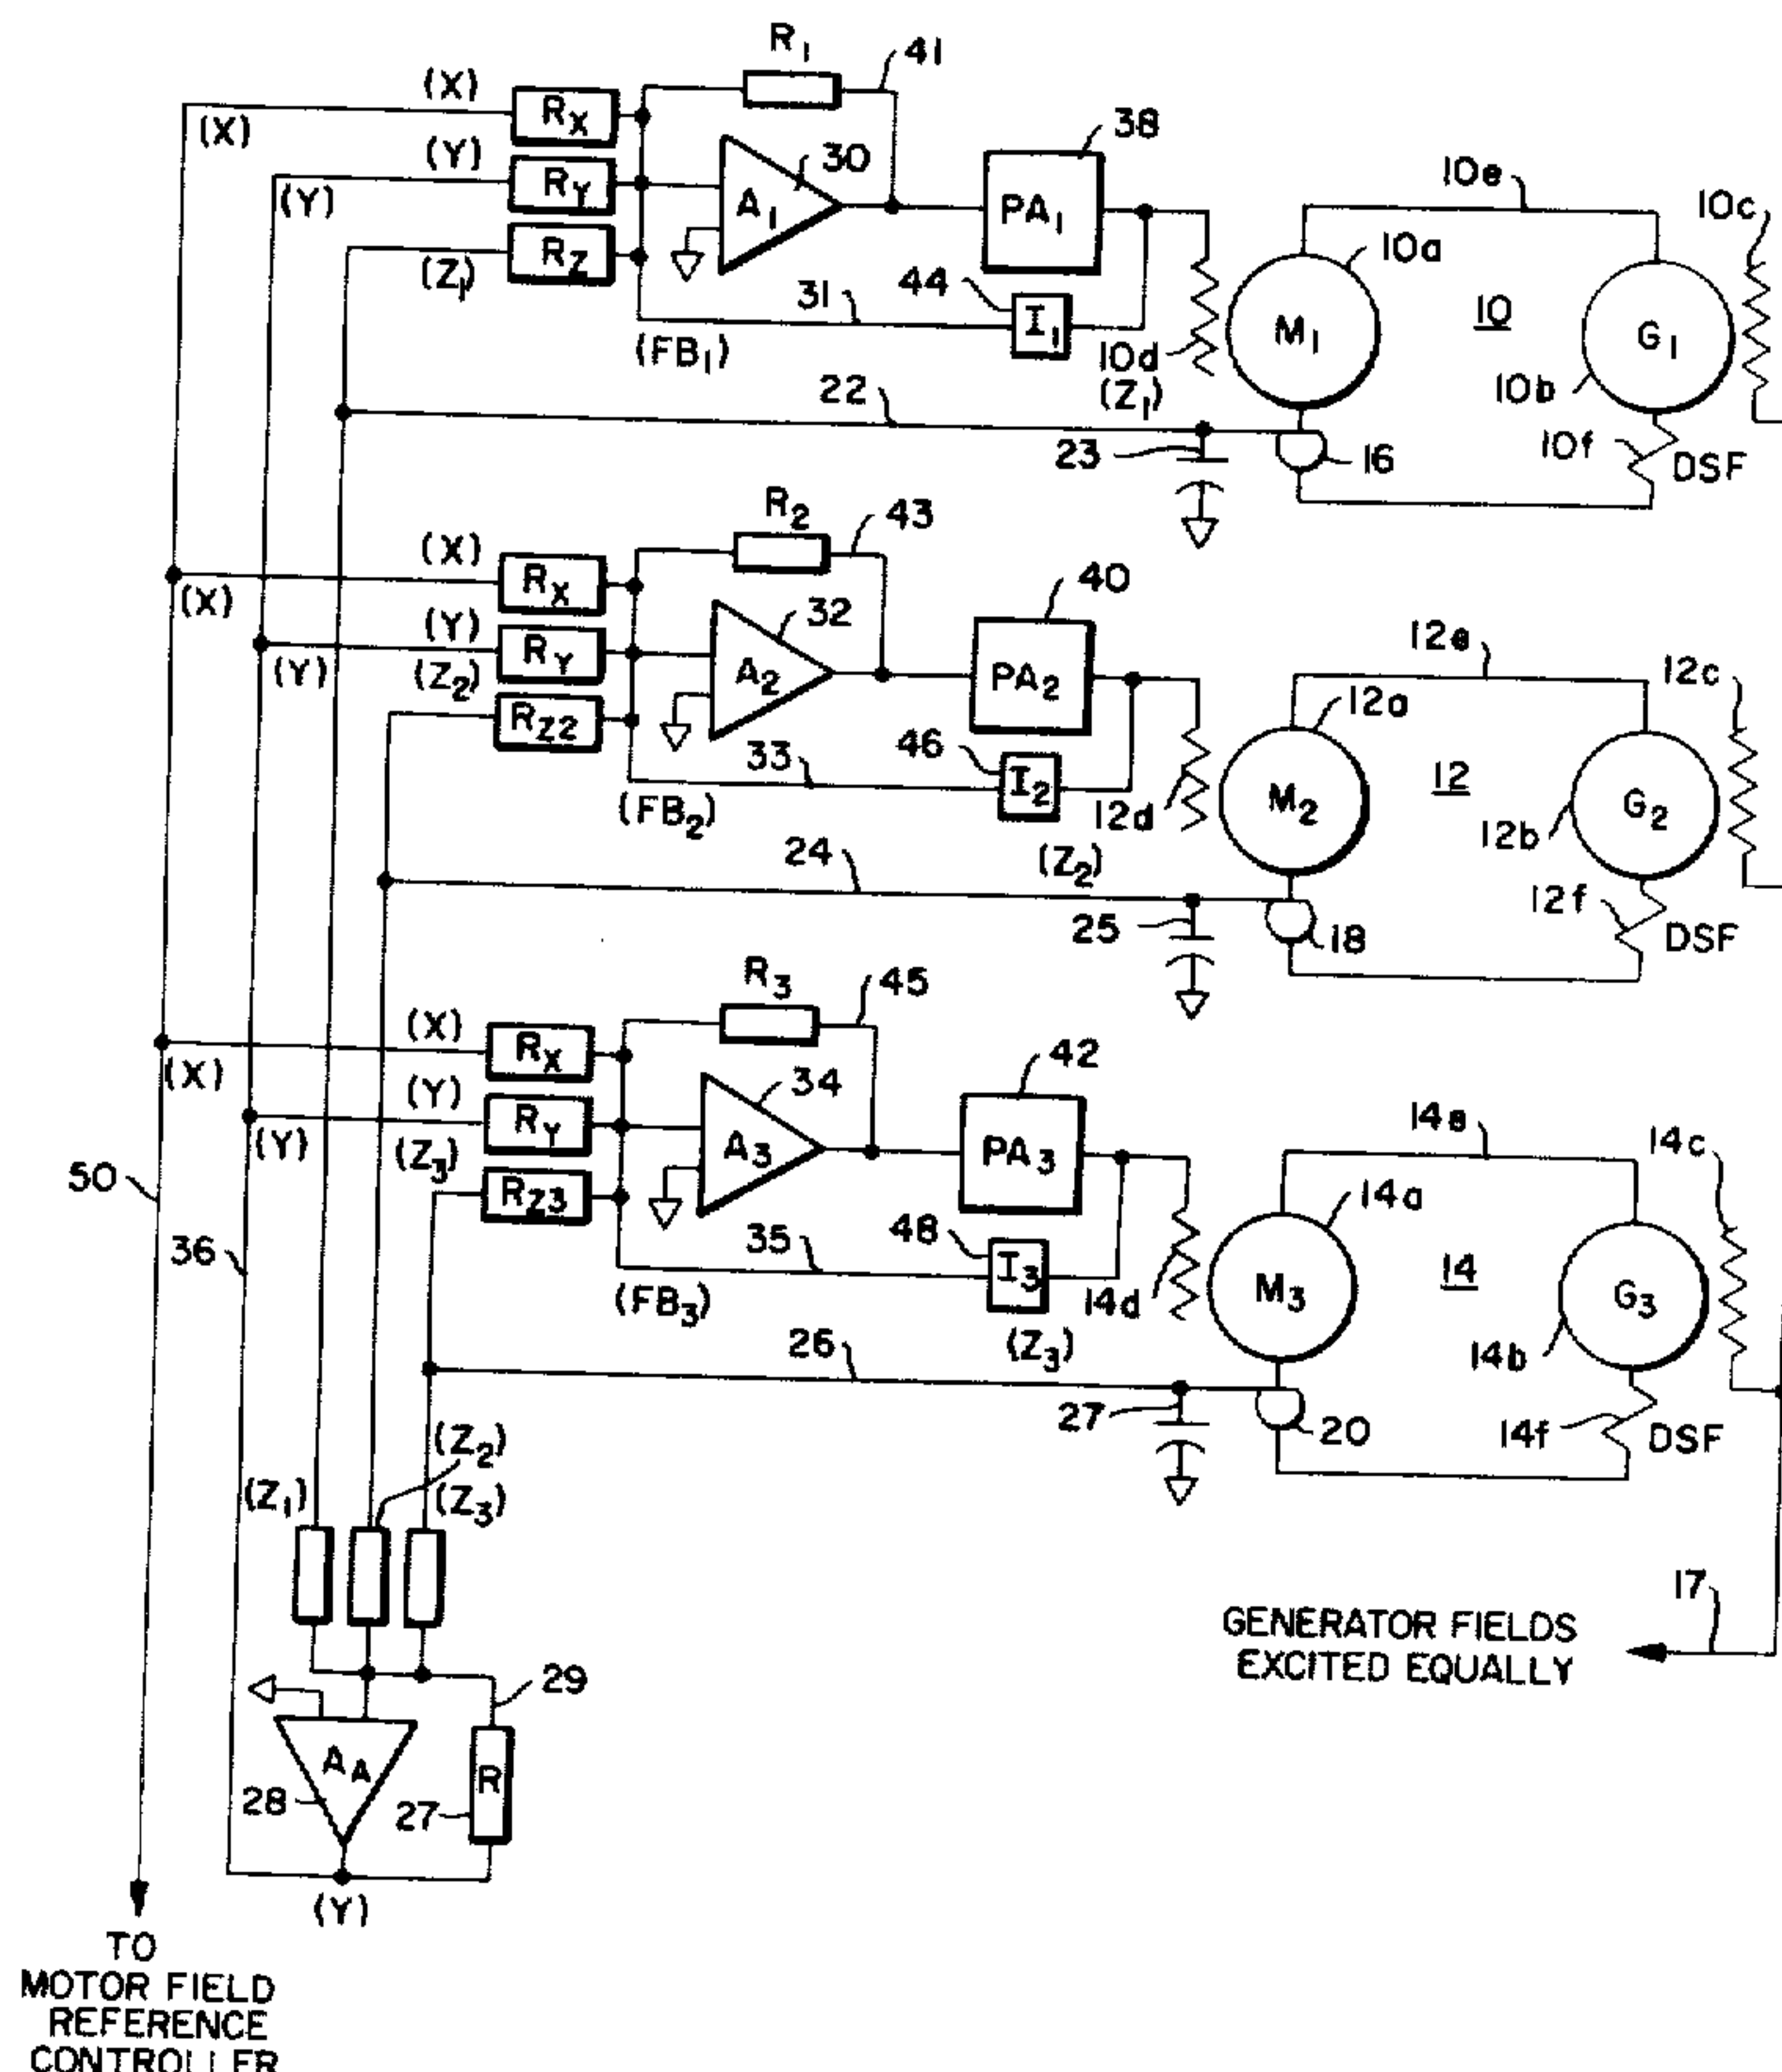 R1
41
(X)
(X)
RX
38
(Y)
30
(Y)
RY
A1
PA1
10e
10c
RZ
(Z1)
10a
44
31
I1
(FB1)
10d
(Z1)
M1
10
G1
10b
22
23
16
10f
DSF
R2
43
(X)
(X)
RX
40
(Y)
32
(Y)
RY
(Z2)
A2
PA2
12e
12c
RZ2
12a
46
33
I2
(FB2)
12d
(Z2)
M2
12
G2
12b
24
25
18
12f
DSF
R3
45
(X)
(X)
RX
42
(Y)
34
(Y)
RY
(Z3)
A3
PA3
14e
14c
50
RZ3
14a
36
48
35
I3
(FB3)
14d
(Z3)
M3
14
G3
14b
26
27
20
14f
DSF
(Z2)
(Z1)
(Z3)
17
GENERATOR FIELDS
EXCITED EQUALLY
29
AA
28
27
R
(Y)
TO
MOTOR FIELD
REFERENCE
CONTROLLER